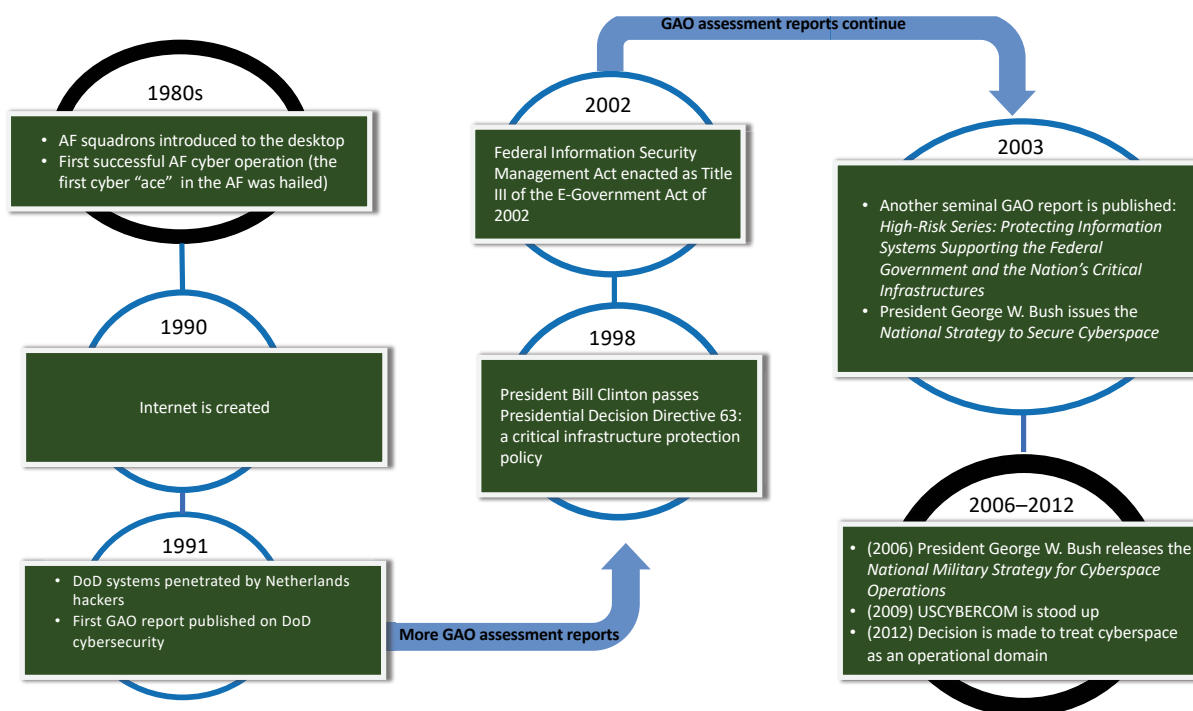 1980s
• AF squadrons introduced to the desktop
• First successful AF cyber operation (the
first cyber “ace” in the AF was hailed)
1990
Internet is created
1991
• DoD systems penetrated by Netherlands
hackers
• First GAO report published on DoD
cybersecurity
More GAO assessment reports
1998
President Bill Clinton passes
Presidential Decision Directive 63:
a critical infrastructure protection
policy
2002
Federal Information Security
Management Act enacted as Title
III of the E-Government Act of
2002
GAO assessment reports continue
2003
• Another seminal GAO report is published:
High-Risk Series: Protecting Information
Systems Supporting the Federal
Government and the Nation’s Critical
Infrastructures
• President George W. Bush issues the
National Strategy to Secure Cyberspace
2006–2012
• (2006) President George W. Bush releases the
National Military Strategy for Cyberspace
Operations
• (2009) USCYBERCOM is stood up
• (2012) Decision is made to treat cyberspace
as an operational domain